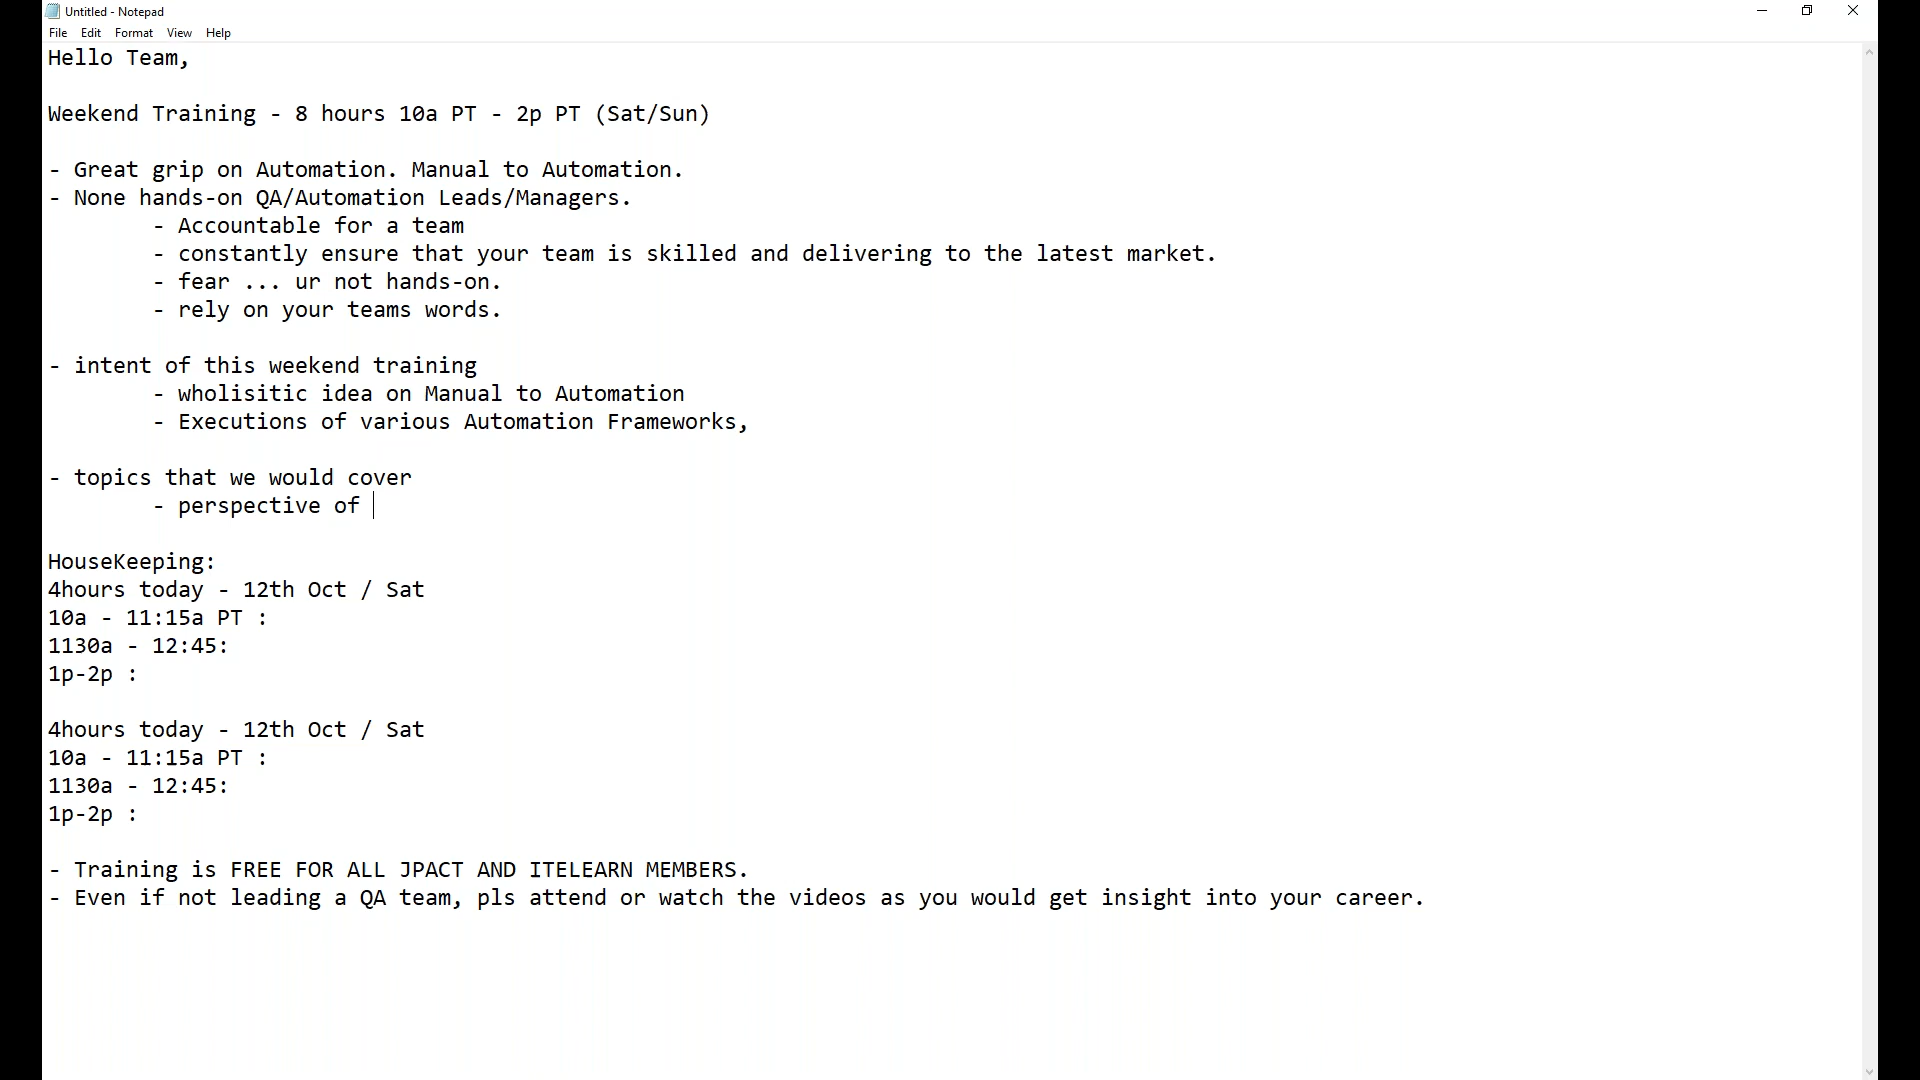 Untitled - Notepad
File Edit Format View Help
Hello Team,
Weekend Training - 8 hours 10a PT - 2p PT (Sat/Sun)
- Great grip on Automation. Manual to Automation.
- None hands-on QA/Automation Leads/Managers.
- Accountable for a team
- constantly ensure that your team is skilled and delivering to the latest market.
- fear ... ur not hands-on.
- rely on your teams words.
- intent of this weekend training
- wholisitic idea on Manual to Automation
- Executions of various Automation Frameworks,
- topics that we would cover
- perspective of
HouseKeeping:
4hours today - 12th Oct / Sat
10a - 11:15a PT :
1130a - 12:45:
1p-2p :
4hours today - 12th Oct / Sat
10a - 11:15a PT :
1130a - 12:45:
1p-2p :
- Training is FREE FOR ALL JPACT AND ITELEARN MEMBERS.
- Even if not leading a QA team, pls attend or watch the videos as you would get insight into your career.